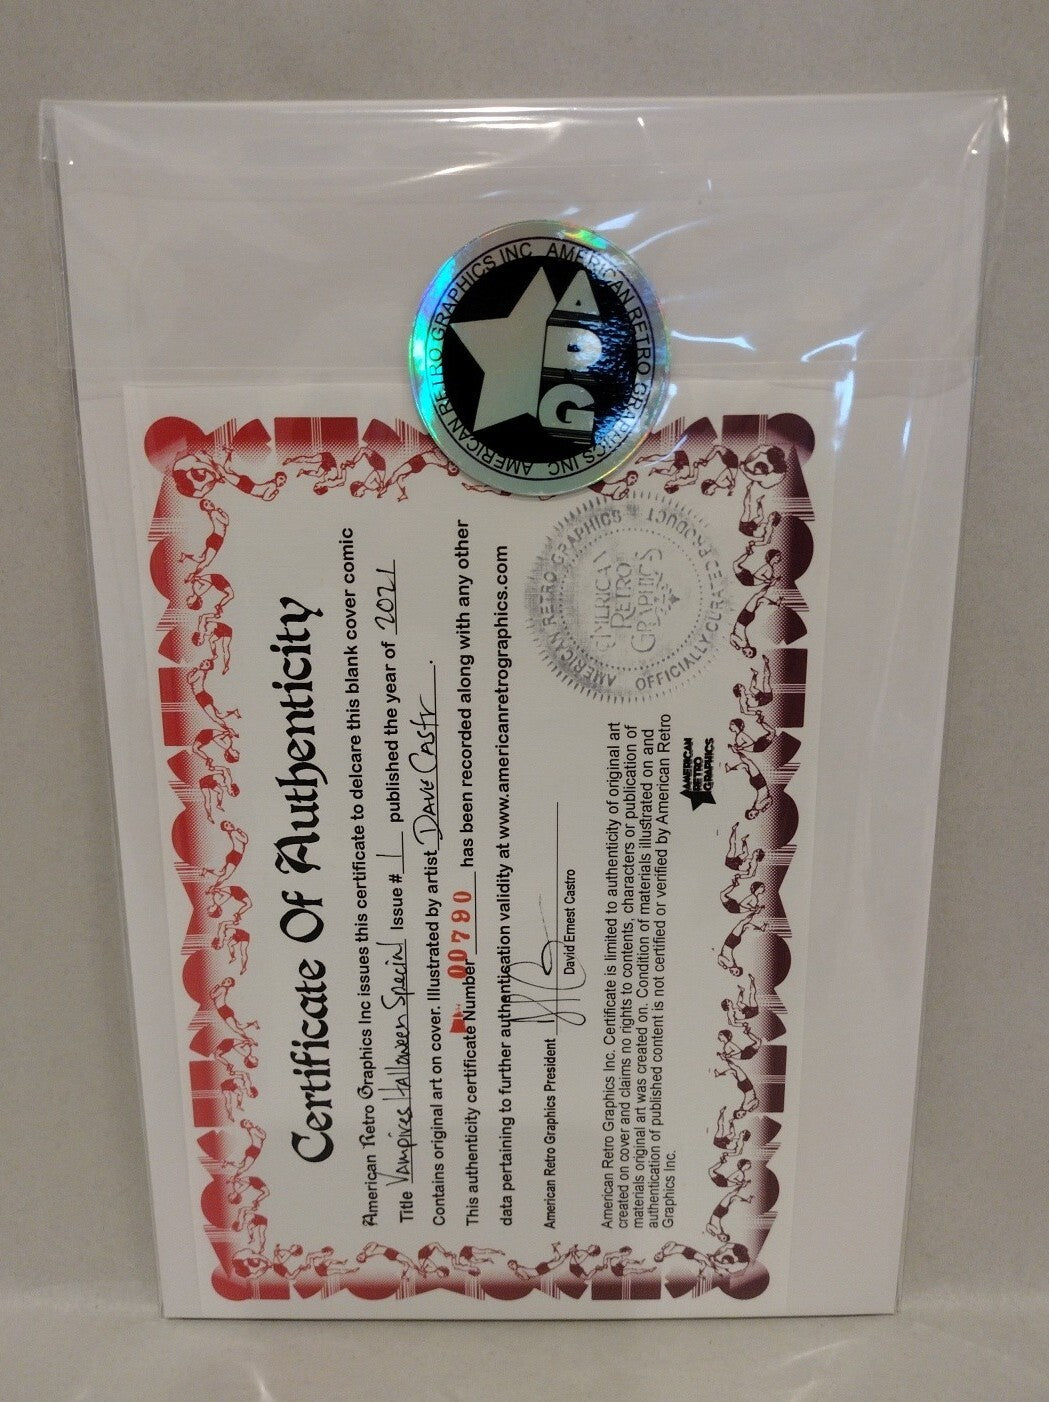 AMERICAN RETRO GRAPHICS INC AMERICAN RETRO GRAPHICS INC
ARG
Certificate Of Authenticity
American Retro Graphics Inc issues this certificate to delcare this blank cover comic
Title Vampires Halloween Special Issue # 1 published the year of 2021
Contains original art on cover. Illustrated by artist Dave Castr.
This authenticity certificate Number 00790 has been recorded along with any other
data pertaining to further authentication validity at www.americanretrographics.com
American Retro Graphics President
David Ernest Castro
AMERICAN RETRO GRAPHICS * OFFICIALLY CURATED PRODUCT *
AMERICAN
RETRO
GRAPHICS
American Retro Graphics Inc. Certificate is limited to authenticity of original art
created on cover and claims no rights to contents, characters or publication of
materials original art was created on. Condition of materials illustrated on and
authentication of published content is not certified or verified by American Retro
Graphics Inc.
AMERICAN
RETRO
GRAPHICS